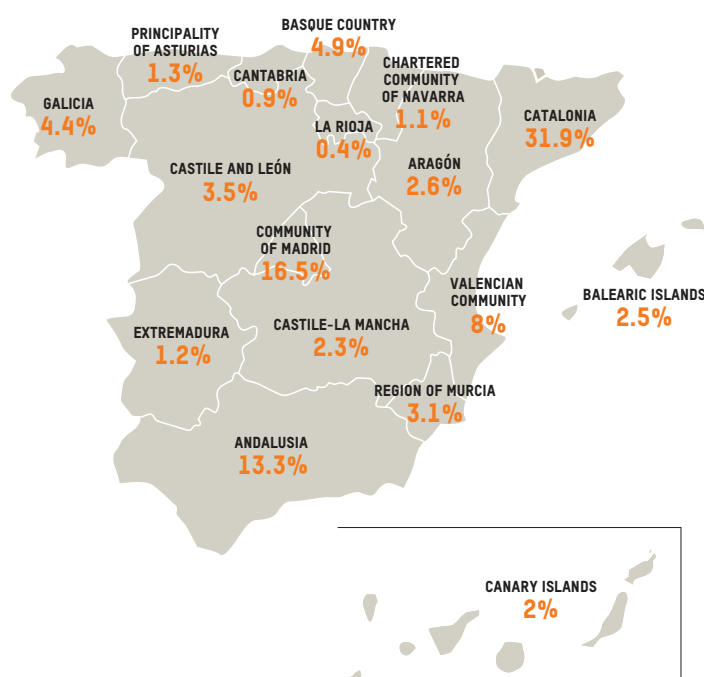 BASQUE COUNTRY
4.9%
PRINCIPALITY
OF ASTURIAS
1.3%
CANTABRIA
0.9%
CHARTERED
COMMUNITY
OF NAVARRA
1.1%
GALICIA
4.4%
CATALONIA
31.9%
LA RIOJA
0.4%
CASTILE AND LEÓN
3.5%
ARAGÓN
2.6%
COMMUNITY
OF MADRID
16.5%
VALENCIAN
COMMUNITY
8%
BALEARIC ISLANDS
2.5%
EXTREMADURA
1.2%
CASTILE-LA MANCHA
2.3%
REGION OF MURCIA
3.1%
ANDALUSIA
13.3%
CANARY ISLANDS
2%